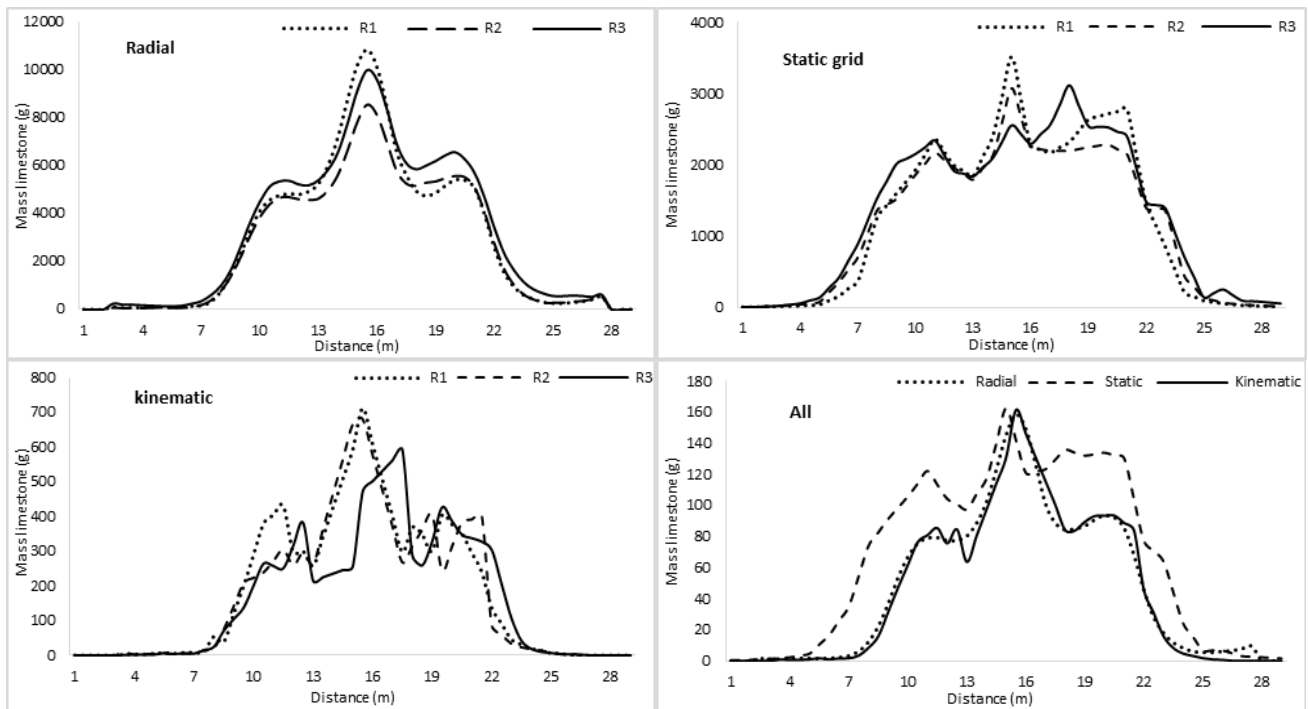 Radial
R1 R2 R3
Mass limestone (g)
12000
10000
8000
6000
4000
2000
0
1 4 7 10 13 16 19 22 25 28
Distance (m)
Static grid
R1 R2 R3
Mass limestone (g)
4000
3000
2000
1000
0
1 4 7 10 13 16 19 22 25 28
Distance (m)
kinematic
R1 R2 R3
Mass limestone (g)
800
700
600
500
400
300
200
100
0
1 4 7 10 13 16 19 22 25 28
Distance (m)
All
Radial Static Kinematic
Mass limestone (g)
180
160
140
120
100
80
60
40
20
0
1 4 7 10 13 16 19 22 25 28
Distance (m)